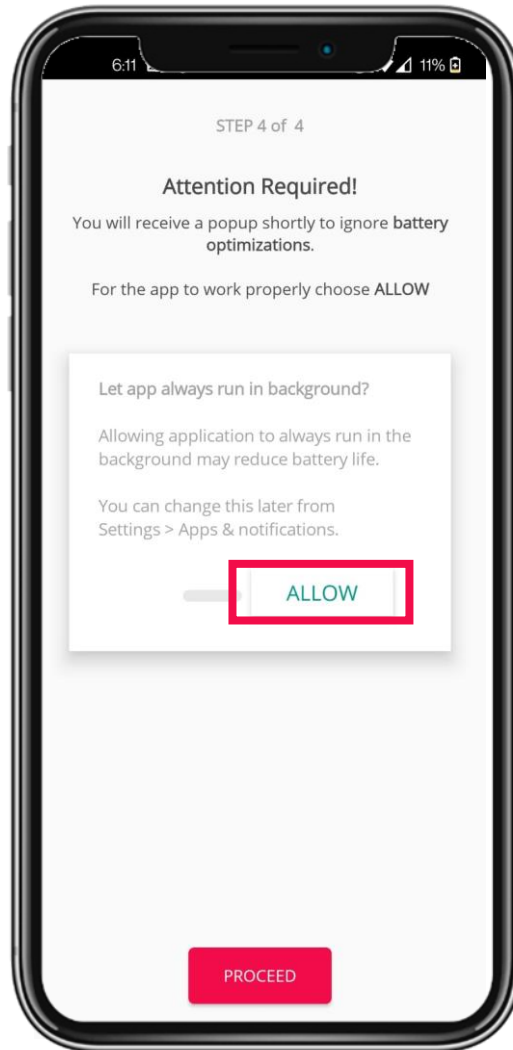 6:11 11%
STEP 4 of 4
Attention Required!
You will receive a popup shortly to ignore battery
optimizations.
For the app to work properly choose ALLOW
Let app always run in background?
Allowing application to always run in the
background may reduce battery life.
You can change this later from
Settings > Apps & notifications.
ALLOW
PROCEED